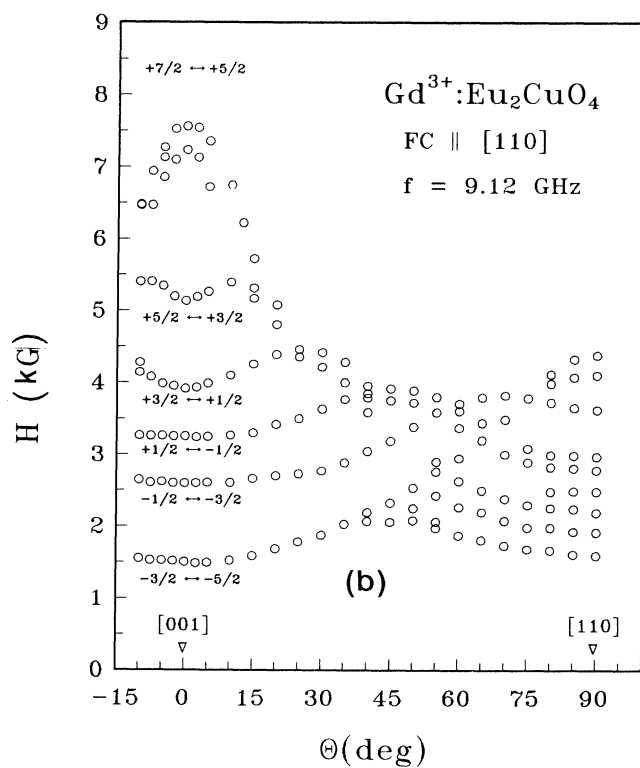 9
8
7
6
5
4
3
2
1
0
H (kG)
+7/2 ↔ +5/2
Gd³⁺:Eu₂CuO₄
FC ∥ [110]
f = 9.12 GHz
+5/2 ↔ +3/2
+3/2 ↔ +1/2
+1/2 ↔ −1/2
−1/2 ↔ −3/2
−3/2 ↔ −5/2
(b)
[001]
[110]
−15 0 15 30 45 60 75 90
Θ(deg)